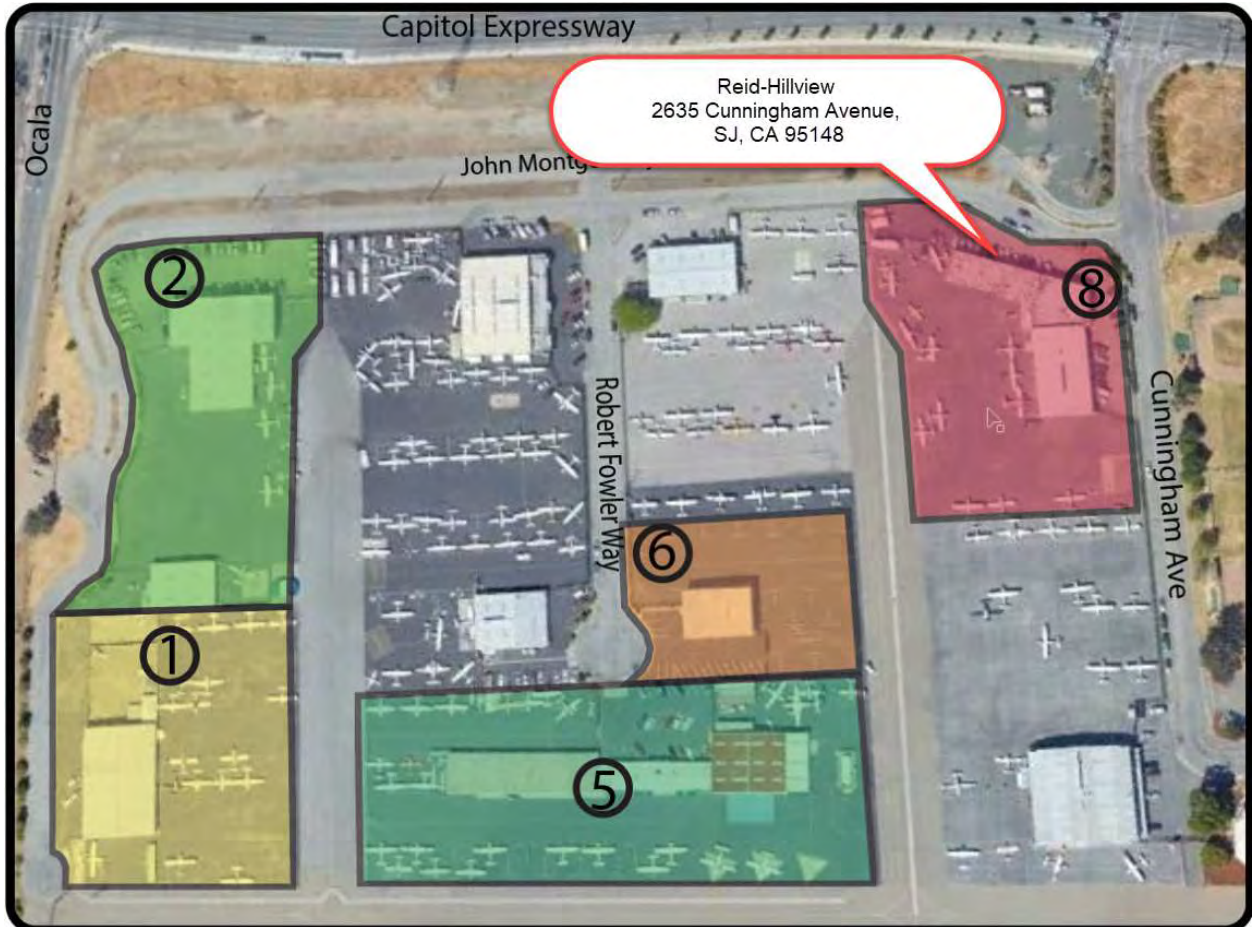 Capitol Expressway
Reid-Hillview
2635 Cunningham Avenue,
SJ, CA 95148
Ocala
John
2
8
Robert Fowler Way
Cunningham Ave
6
1
5